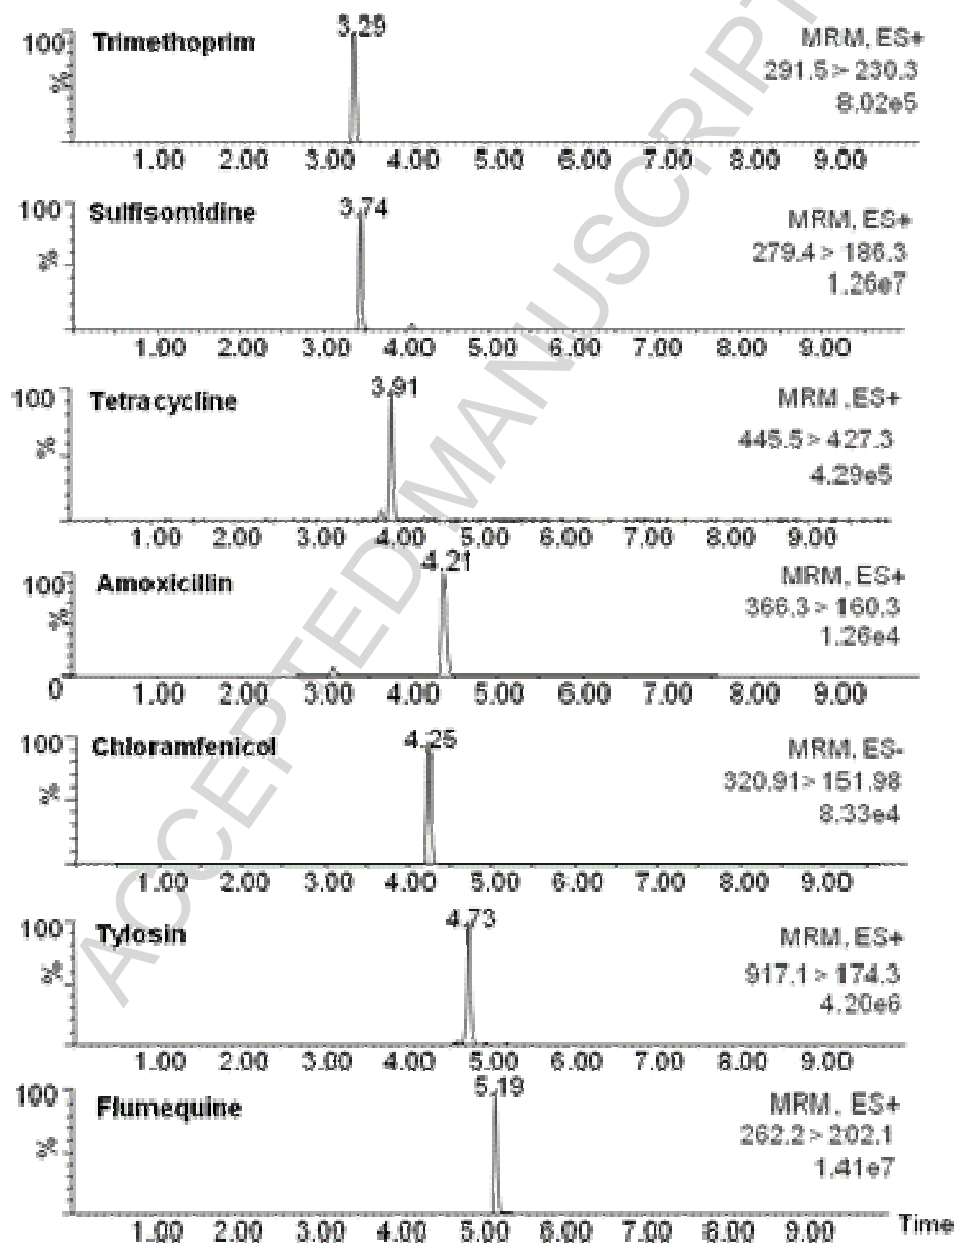 3.29
100 Trimethoprim MRM, ES+
291.5 > 230.3
% 8.02e5
1.00 2.00 3.00 4.00 5.00 6.00 7.00 8.00 9.00
3.74
100 Sulfisomidine MRM, ES+
279.4 > 186.3
% 1.26e7
1.00 2.00 3.00 4.00 5.00 6.00 7.00 8.00 9.00
3.91
100 Tetracycline MRM , ES+
445.5 > 427.3
% 4.29e5
1.00 2.00 3.00 4.00 5.00 6.00 7.00 8.00 9.00
4.21
100 Amoxicillin MRM, ES+
366.3 > 160.3
% 1.26e4
0 1.00 2.00 3.00 4.00 5.00 6.00 7.00 8.00 9.00
4.25
100 Chloramfenicol MRM, ES-
320.91 > 151.98
% 8.33e4
1.00 2.00 3.00 4.00 5.00 6.00 7.00 8.00 9.00
4.73
100 Tylosin MRM, ES+
917.1 > 174.3
% 4.20e6
1.00 2.00 3.00 4.00 5.00 6.00 7.00 8.00 9.00
5.19
100 Flumequine MRM, ES+
262.2 > 202.1
% 1.41e7
1.00 2.00 3.00 4.00 5.00 6.00 7.00 8.00 9.00 Time
ACCEPTED MANUSCRIPT